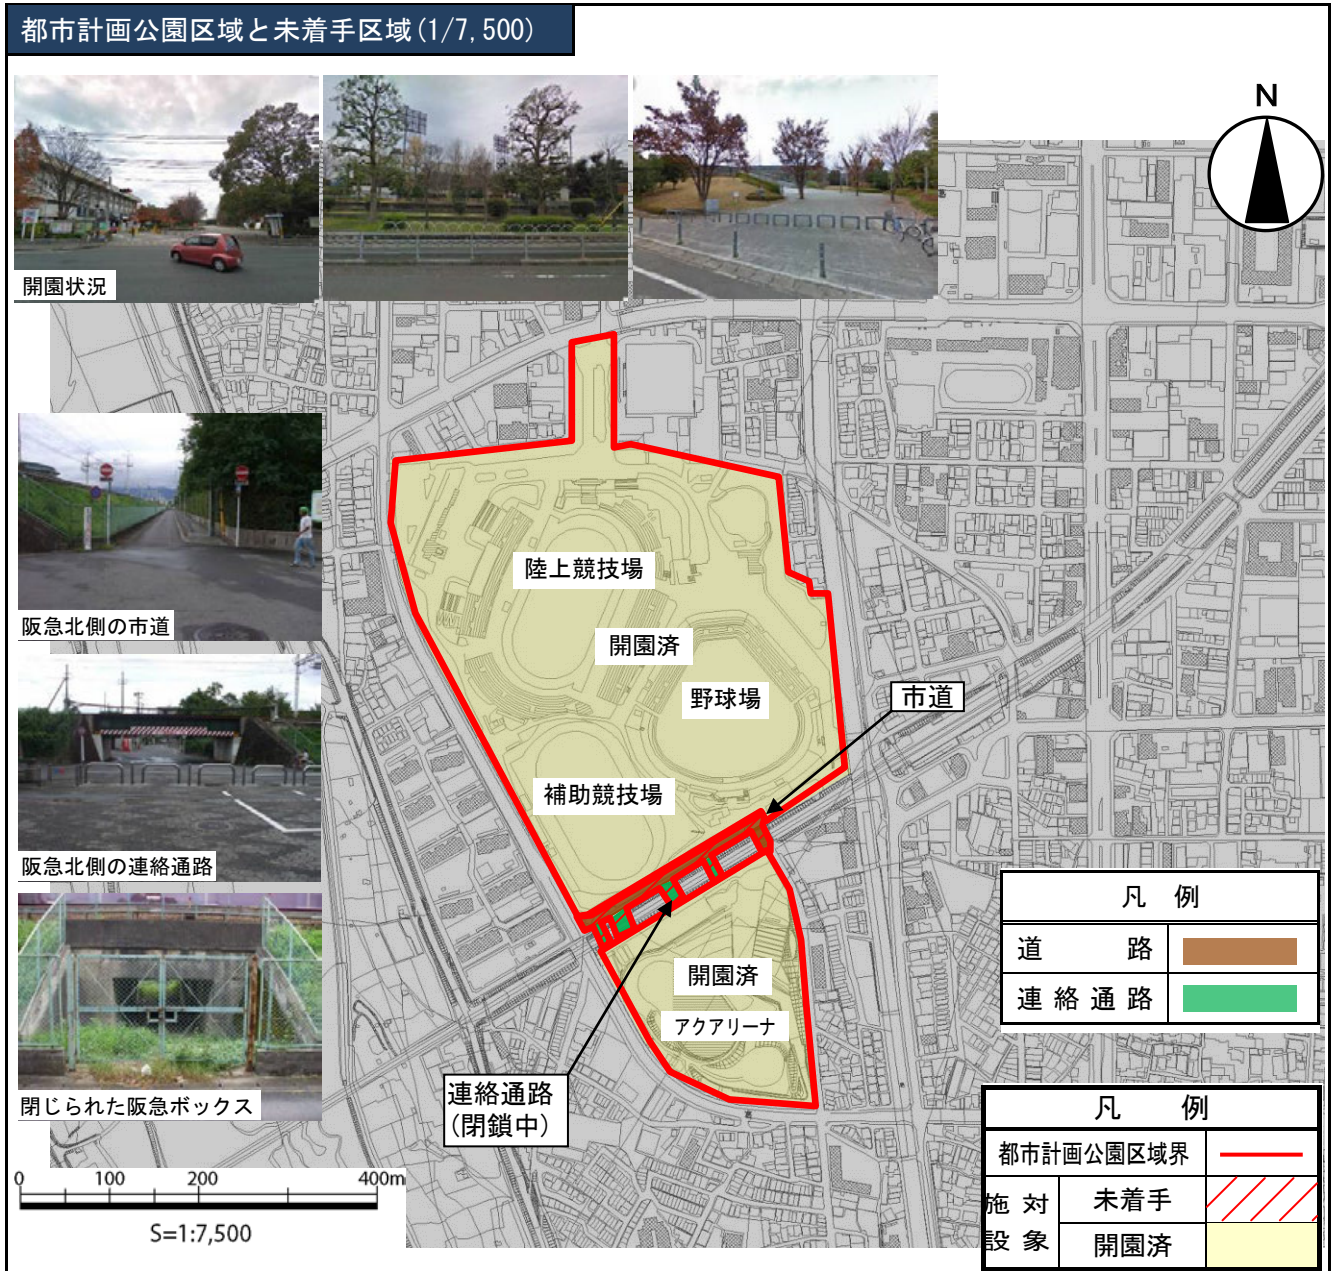 都市計画公園区域と未着手区域(1/7,500)
N
開園状況
阪急北側の市道
阪急北側の連絡通路
閉じられた阪急ボックス
陸上競技場
開園済
野球場
市道
補助競技場
開園済
アクアリーナ
連絡通路
(閉鎖中)
凡 例
道 路
連絡通路
凡 例
都市計画公園区域界
施設 対象
未着手
開園済
0 100 200 400m
S=1:7,500